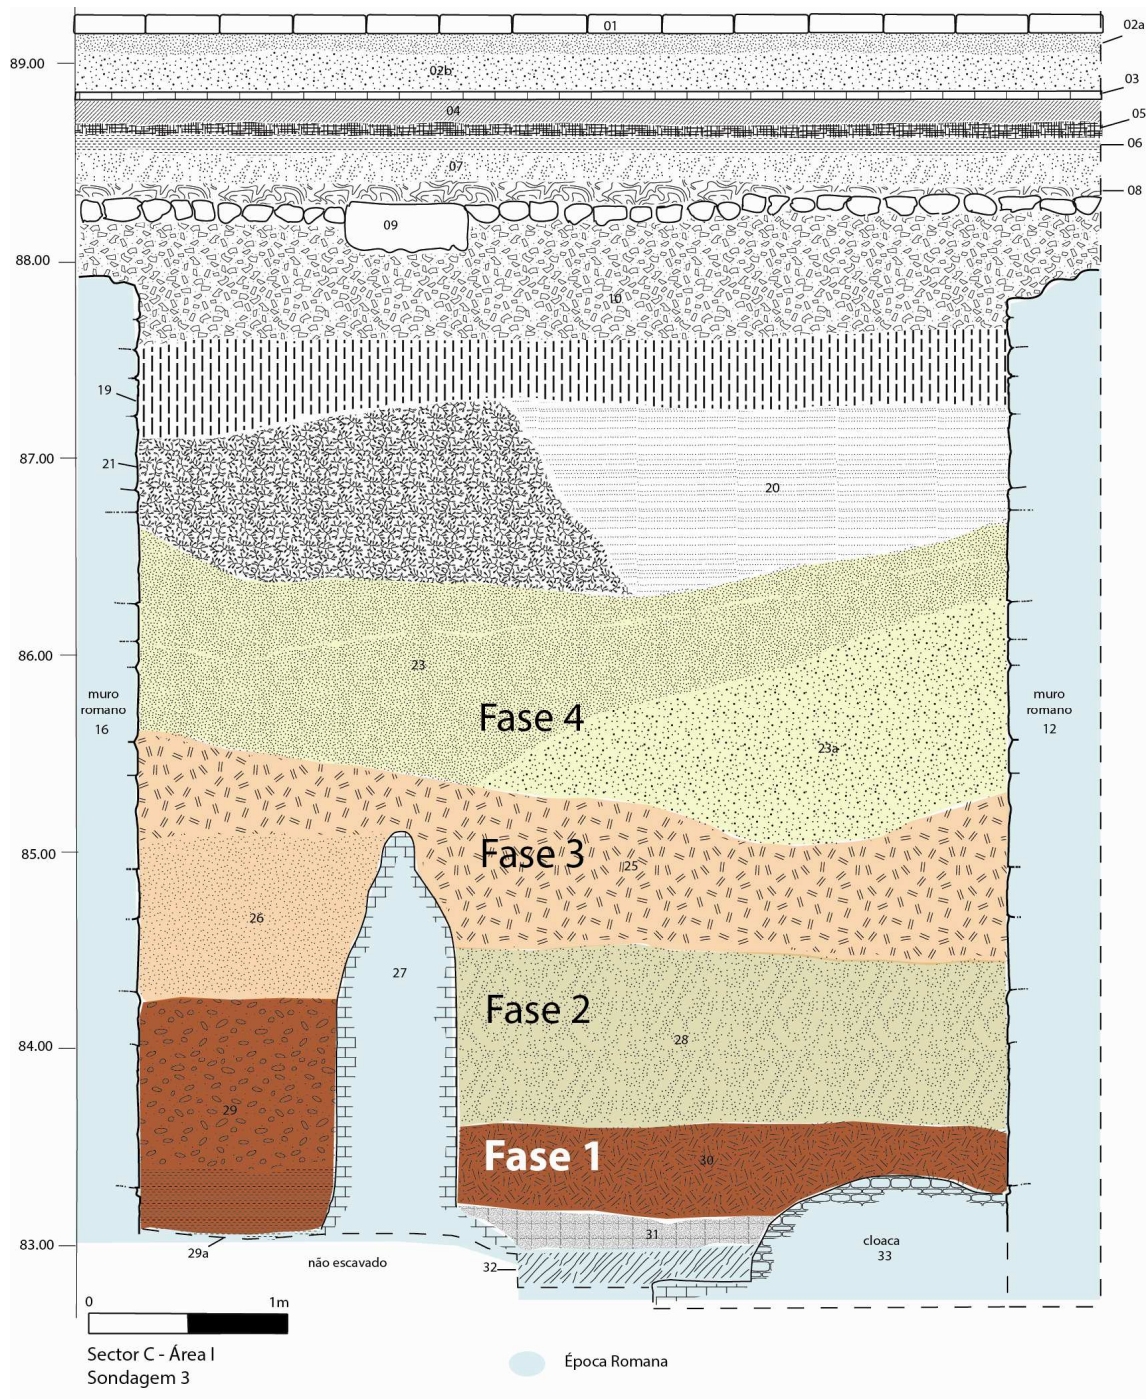 01
02a
89.00
02b
03
04
05
06
07
08
09
88.00
10
19
87.00
21
20
86.00
23
muro
romano
16
muro
romano
12
Fase 4
23a
85.00
Fase 3
25
26
27
Fase 2
84.00
28
29
Fase 1
30
31
83.00
cloaca
33
29a
não escavado
32
0 1m
Sector C - Área I
Sondagem 3
Época Romana